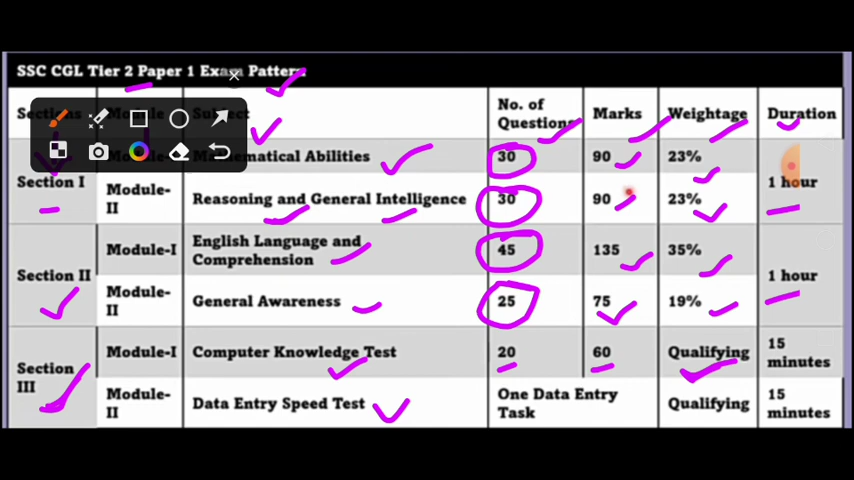 SSC CGL Tier 2 Paper 1 Exam Pattern
Subject
No. of Questions
Marks
Weightage
Duration
Section I
Mathematical Abilities
30
90
23%
1 hour
Module-II
Reasoning and General Intelligence
30
90
23%
Section II
Module-I
English Language and Comprehension
45
135
35%
1 hour
Module-II
General Awareness
25
75
19%
Section III
Module-I
Computer Knowledge Test
20
60
Qualifying
15 minutes
Module-II
Data Entry Speed Test
One Data Entry Task
Qualifying
15 minutes